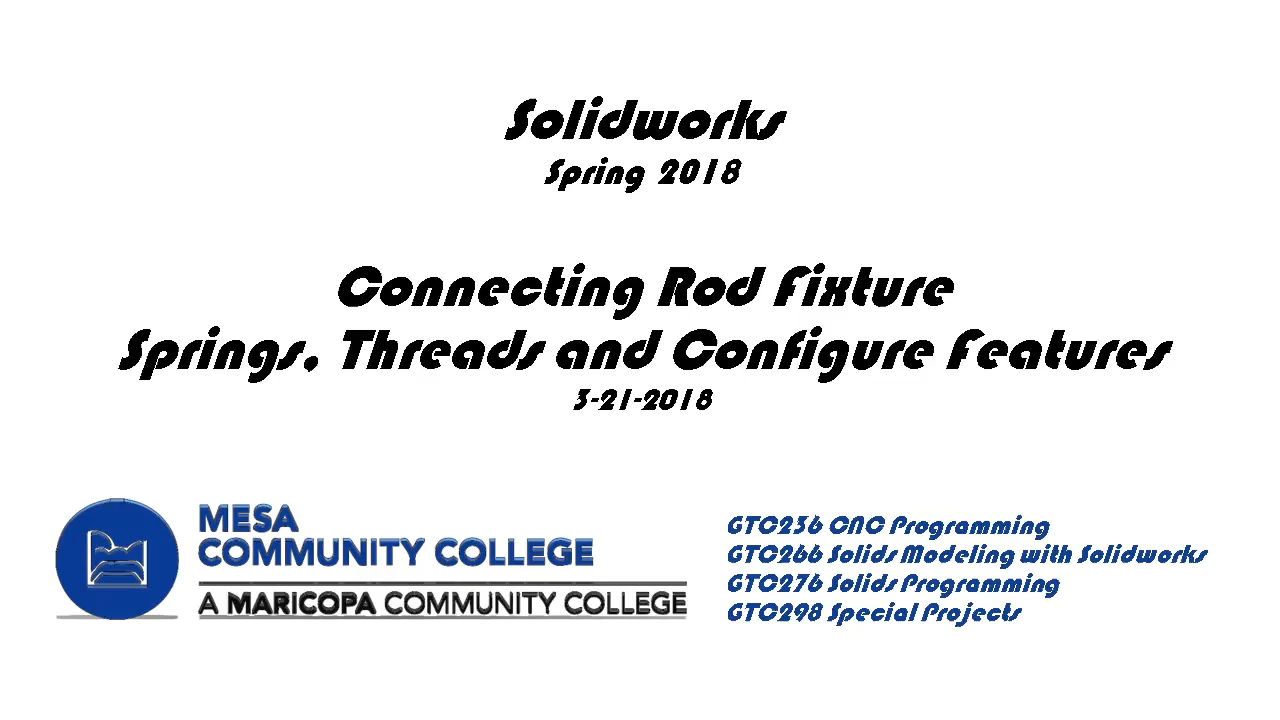 Solidworks
Spring 2018
Connecting Rod Fixture
Springs, Threads and Configure Features
3-21-2018
MESA
COMMUNITY COLLEGE
A MARICOPA COMMUNITY COLLEGE
GTC236 CNC Programming
GTC266 Solids Modeling with Solidworks
GTC276 Solids Programming
GTC298 Special Projects